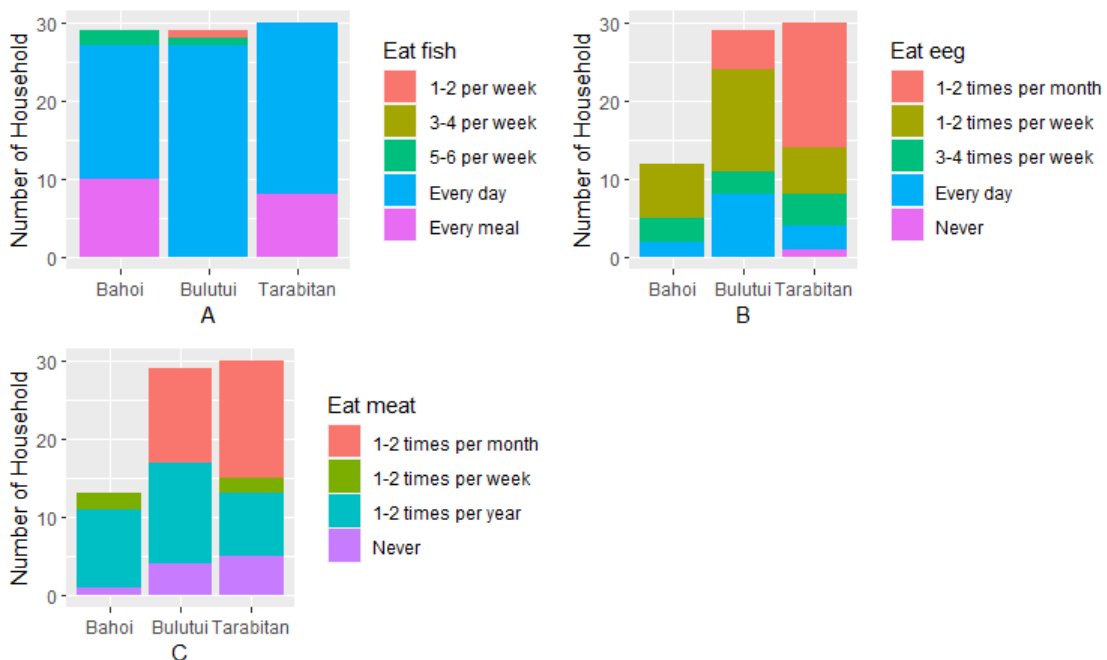 Number of Household
30
20
10
0
Bahoi Bulutui Tarabitan
A
Eat fish
1-2 per week
3-4 per week
5-6 per week
Every day
Every meal
Number of Household
30
20
10
0
Bahoi Bulutui Tarabitan
B
Eat eeg
1-2 times per month
1-2 times per week
3-4 times per week
Every day
Never
Number of Household
30
20
10
0
Bahoi Bulutui Tarabitan
C
Eat meat
1-2 times per month
1-2 times per week
1-2 times per year
Never